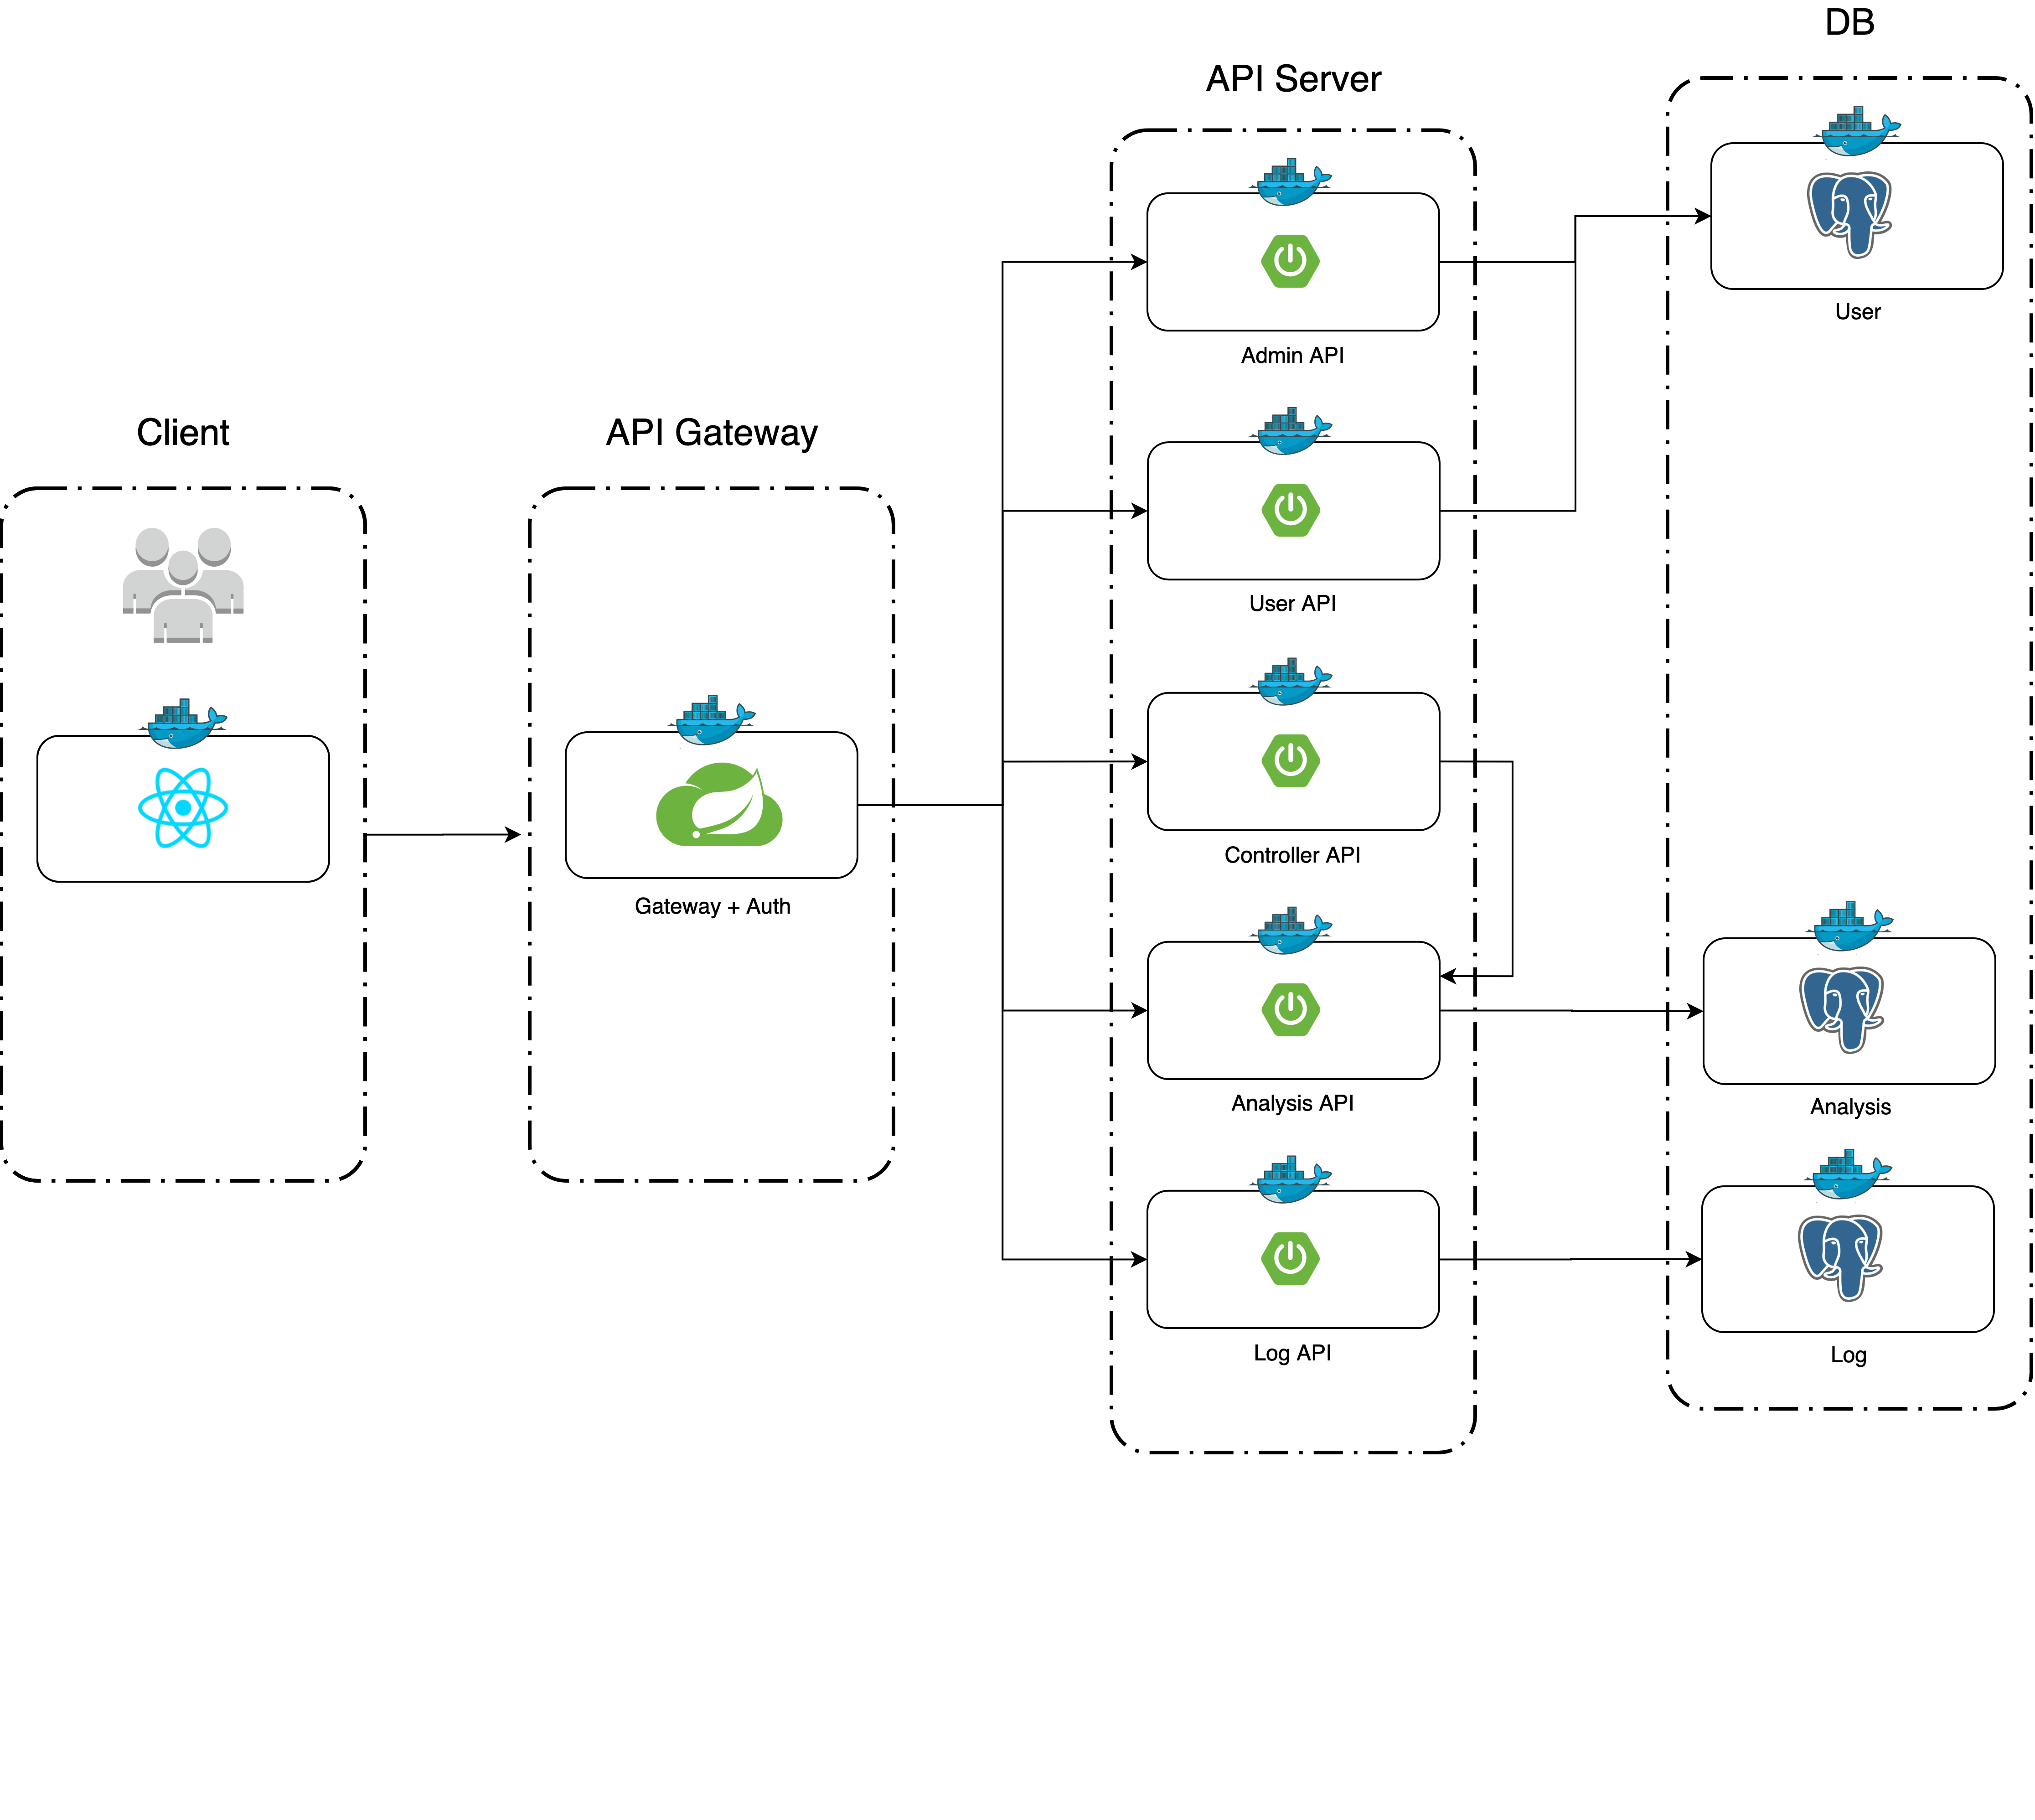 Client
API Gateway
Gateway + Auth
API Server
Admin API
User API
Controller API
Analysis API
Log API
DB
User
Analysis
Log